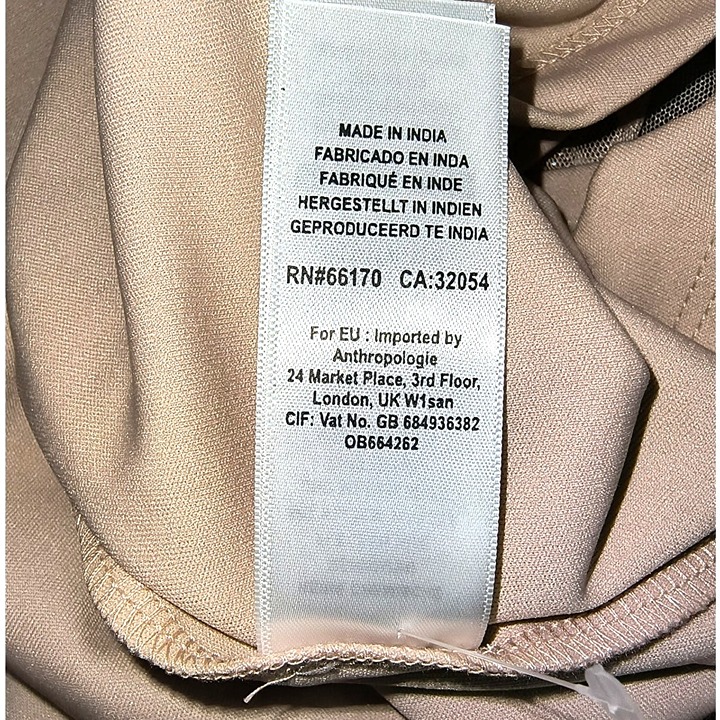 MADE IN INDIA
FABRICADO EN INDA
FABRIQUÉ EN INDE
HERGESTELLT IN INDIEN
GEPRODUCEERD TE INDIA
RN#66170 CA:32054
For EU : Imported by
Anthropologie
24 Market Place, 3rd Floor,
London, UK W1san
CIF: Vat No. GB 684936382
OB664262